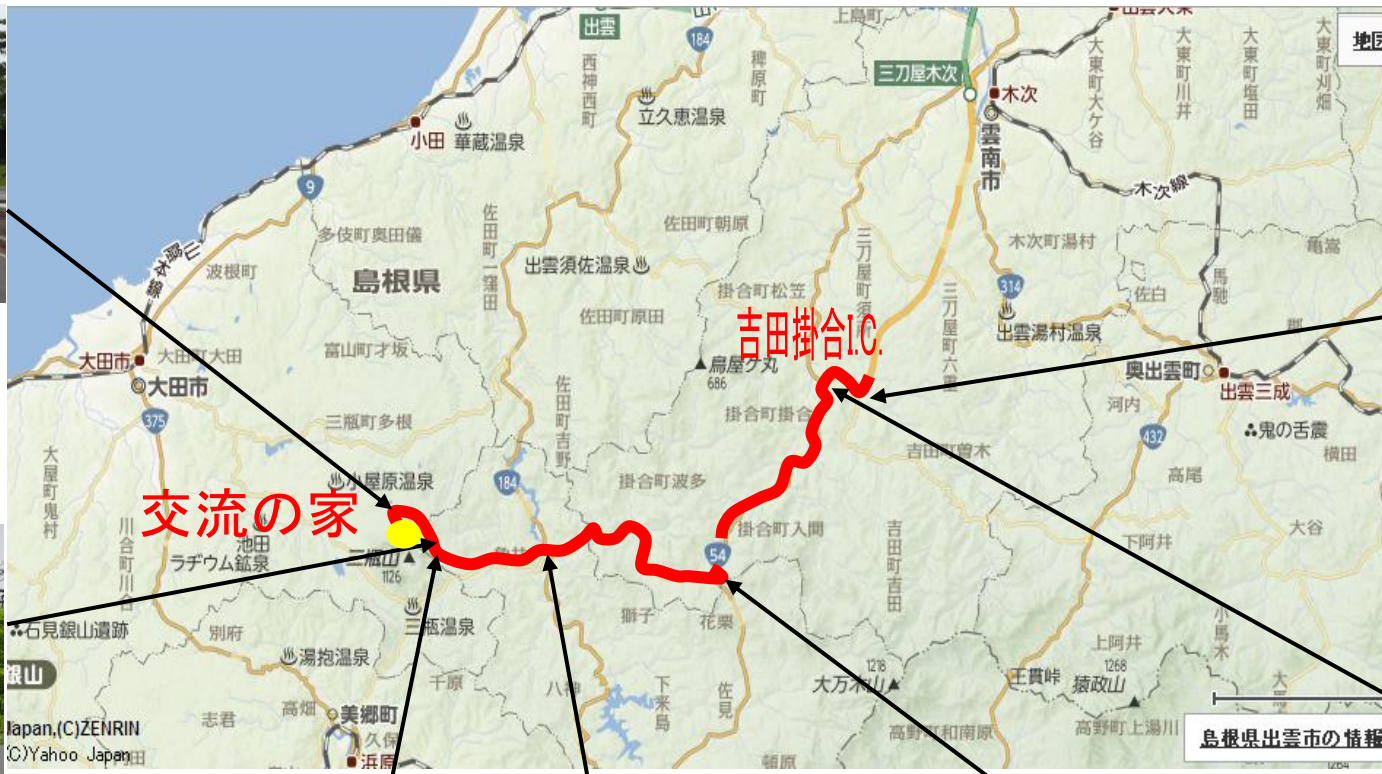 出雲
184
上島町
稗原町
西神西町
地図
三刀屋木次
木次
雲南市
大東町大ケ谷
大東町川井
大東町塩田
大東町刈畑
立久恵温泉
小田
華蔵温泉
9
山陰本線
波根町
多伎町奥田儀
佐田町一窪田
島根県
出雲須佐温泉
佐田町朝原
佐田町原田
掛合町松笠
三刀屋町六重
木次線
木次町湯村
314
出雲湯村温泉
佐白
馬馳
亀嵩
郡
奥出雲町
出雲三成
大田市
大田町大田
大田市
富山町才坂
375
三瓶町多根
佐田町吉野
吉田掛合I.C.
鳥屋ケ丸
686
掛合町掛合
吉田町曽木
河内
432
鬼の舌震
横田
高尾
大屋町鬼村
小屋原温泉
交流の家
184
掛合町波多
掛合町入間
54
吉田町吉田
大谷
下阿井
川合町川合
池田
ラヂウム鉱泉
三瓶山
1126
三瓶温泉
石見銀山遺跡
別府
湯抱温泉
銀山
獅子
花栗
小馬木
上阿井
1218
大万木山
王貫峠
1268
猿政山
千原
八神
下来島
佐見
志君
高畑
美郷町
久保
浜原
頓原
高野町和南原
高野町上湯川
Japan,(C)ZENRIN
(C)Yahoo Japan
島根県出雲市の情報